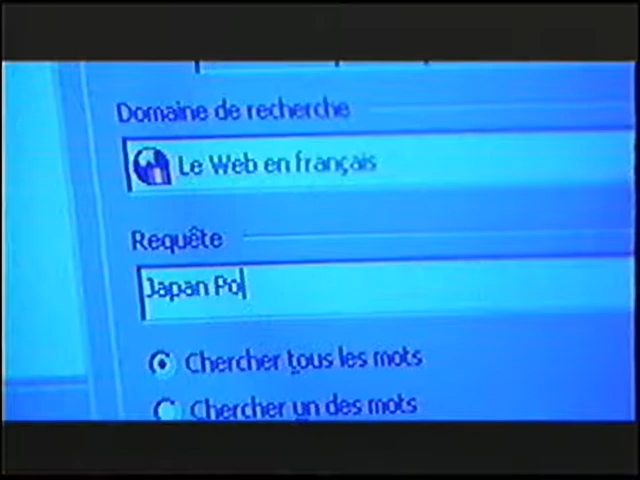 Domaine de recherche
Le Web en français
Requête
Japan Po
Chercher tous les mots
Chercher un des mots